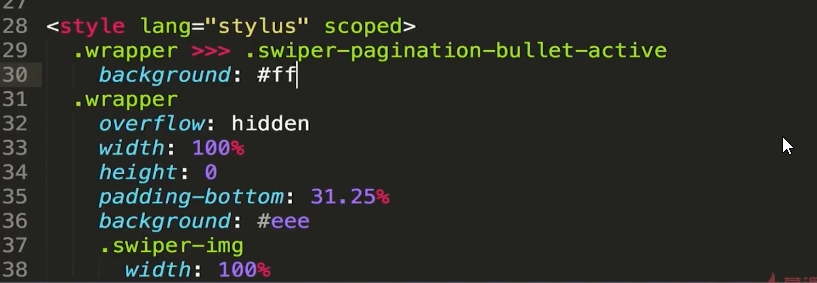 27
28 <style lang="stylus" scoped>
29 .wrapper >>> .swiper-pagination-bullet-active
30 background: #ff
31 .wrapper
32 overflow: hidden
33 width: 100%
34 height: 0
35 padding-bottom: 31.25%
36 background: #eee
37 .swiper-img
38 width: 100%